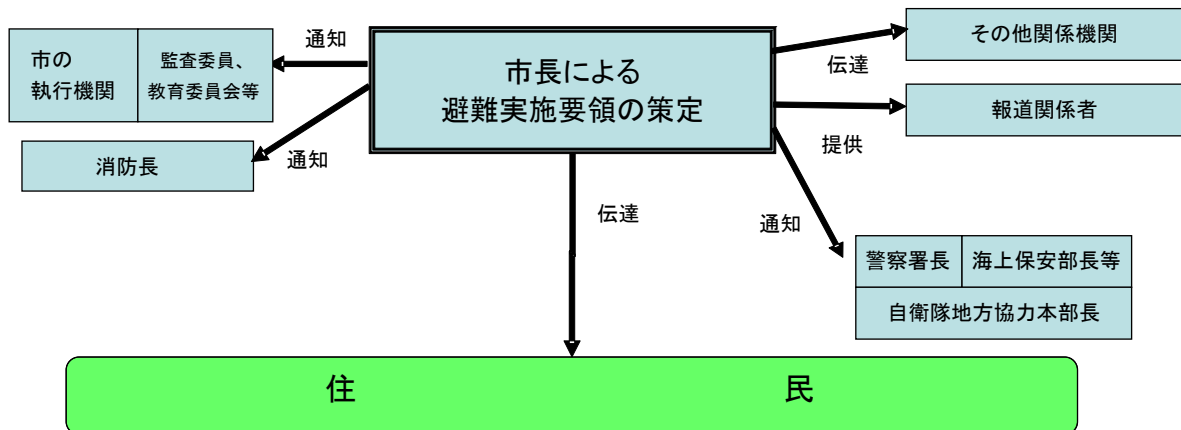 市の
執行機関
監査委員、
教育委員会等
通知
消防長
通知
市長による
避難実施要領の策定
その他関係機関
伝達
報道関係者
提供
伝達
通知
警察署長
海上保安部長等
自衛隊地方協力本部長
住民